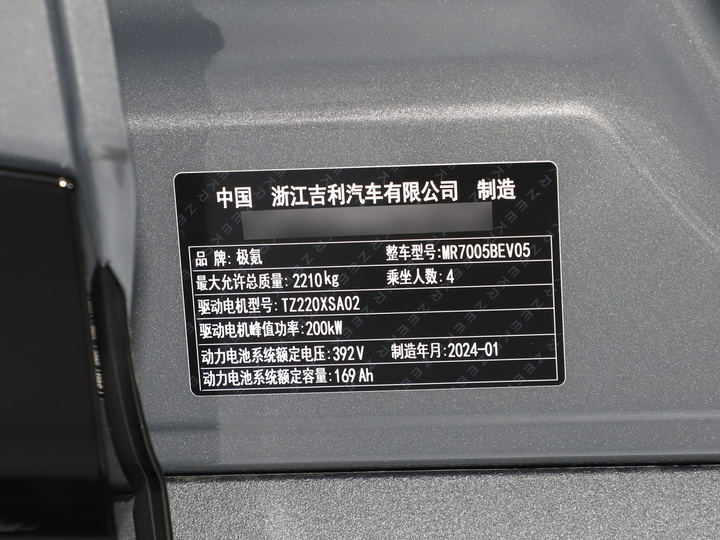 中国 浙江吉利汽车有限公司 制造
品 牌: 极氪 整车型号:MR7005BEV05
最大允许总质量: 2210kg 乘坐人数: 4
驱动电机型号: TZ220XSA02
驱动电机峰值功率:200kW
动力电池系统额定电压:392V 制造年月:2024-01
动力电池系统额定容量:169Ah